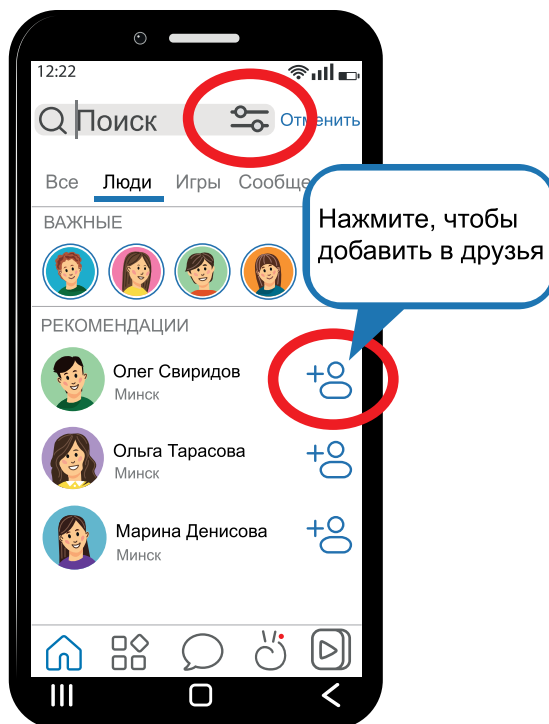 12:22
Поиск
Отменить
Все Люди Игры Сообще
ВАЖНЫЕ
Нажмите, чтобы
добавить в друзья
РЕКОМЕНДАЦИИ
Олег Свиридов
Минск
Ольга Тарасова
Минск
Марина Денисова
Минск